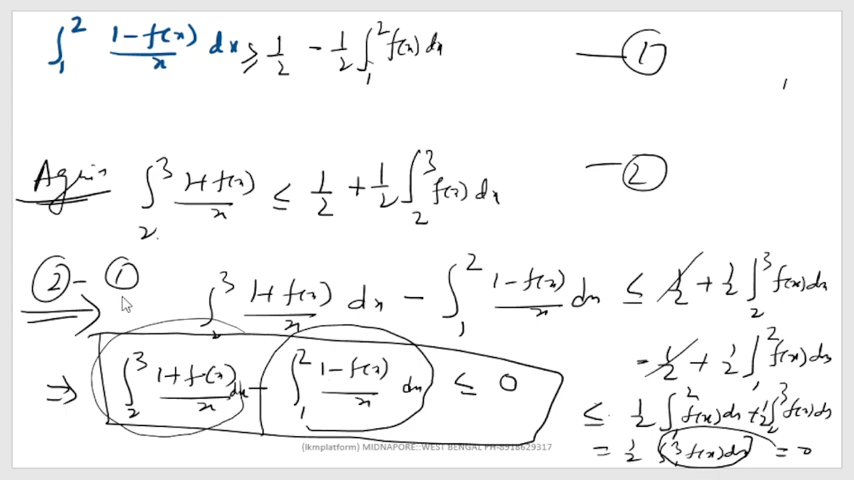 ∫₁² (1-f(x))/x dx ≥ 1/2 - 1/2 ∫₁² f(x) dx —①
Again ∫₂³ (1+f(x))/x ≤ 1/2 + 1/2 ∫₂³ f(x) dx —②
②-① ∫₂³ (1+f(x))/x dx - ∫₁² (1-f(x))/x dx ≤ 1/2 + 1/2 ∫₂³ f(x) dx
= 1/2 + 1/2 ∫₁² f(x) dx
⇒ ∫₂³ (1+f(x))/x dx - ∫₁² (1-f(x))/x dx ≤ 0
≤ 1/2 ∫₁² f(x) dx + 1/2 ∫₂³ f(x) dx
= 1/2 ∫₁³ f(x) dx = 0
(lkmplatform) MIDNAPORE::WEST BENGAL PH-8918629317